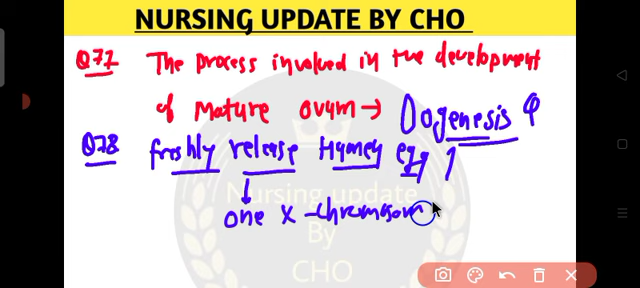 NURSING UPDATE BY CHO
Q77 The process involved in the development
of Mature ovum → Oogenesis ♀
Q78 freshly release Human egg
one X-chromosom
Nursing update
By
CHO